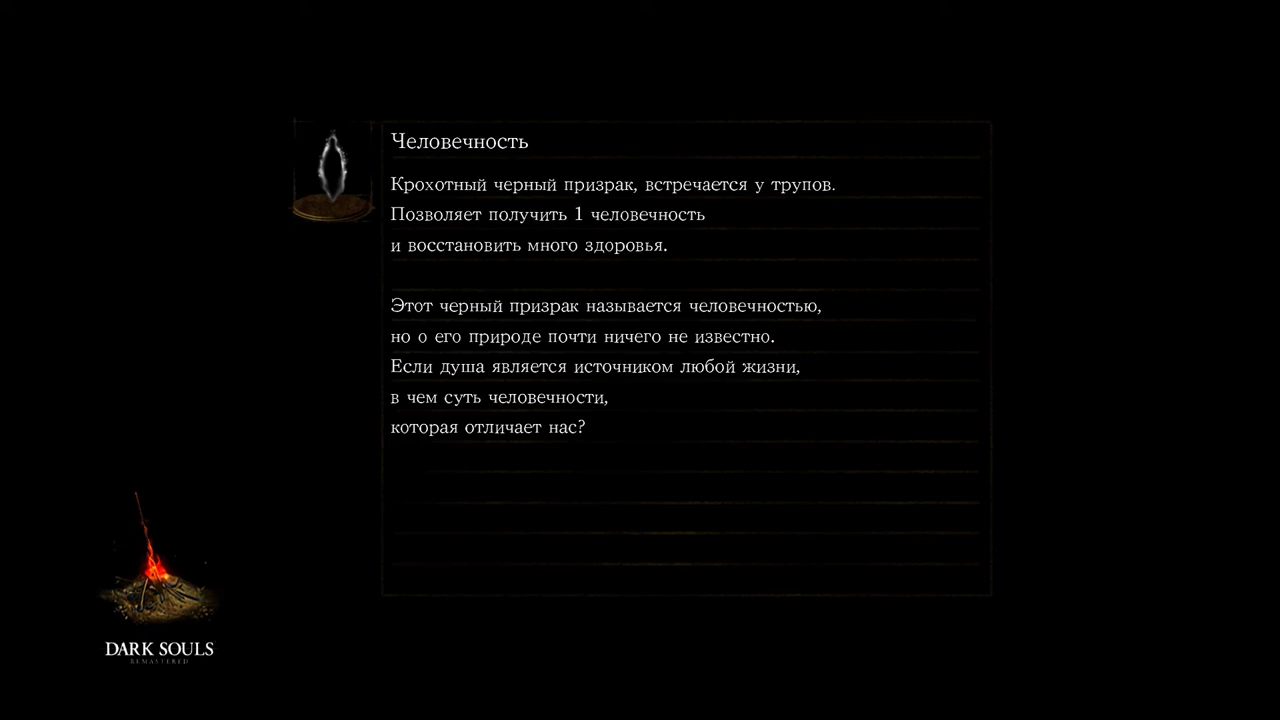 Человечность
Крохотный черный призрак, встречается у трупов.
Позволяет получить 1 человечность
и восстановить много здоровья.
Этот черный призрак называется человечностью,
но о его природе почти ничего не известно.
Если душа является источником любой жизни,
в чем суть человечности,
которая отличает нас?
DARK SOULS
REMASTERED